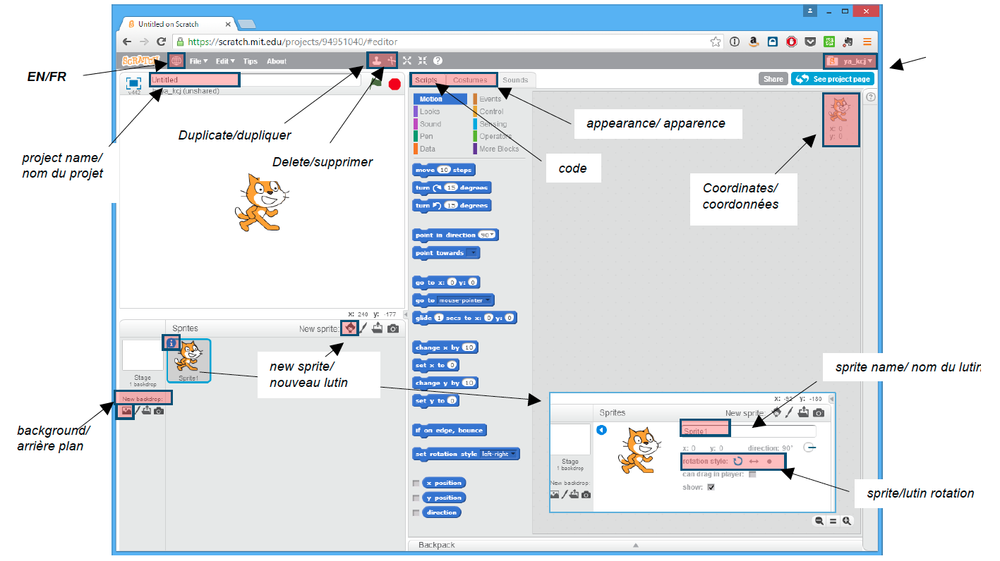 Untitled on Scratch
https://scratch.mit.edu/projects/94951040/#editor
SCRATCH File Edit Tips About ya_kcj
EN/FR
Untitled
v442
ya_kcj (unshared)
Scripts Costumes Sounds
Share See project page
Motion Events
Looks Control
Sound Sensing
Pen Operators
Data More Blocks
x: 0
y: 0
Duplicate/dupliquer
Delete/supprimer
project name/
nom du projet
appearance/ apparence
code
Coordinates/
coordonnées
move 10 steps
turn 15 degrees
turn 15 degrees
point in direction 90
point towards
go to x: 0 y: 0
go to mouse-pointer
glide 1 secs to x: 0 y: 0
change x by 10
set x to 0
change y by 10
set y to 0
if on edge, bounce
set rotation style left-right
x position
y position
direction
x: 240 y: -177
Sprites New sprite:
Stage
1 backdrop
Sprite1
New backdrop:
new sprite/
nouveau lutin
background/
arrière plan
sprite name/ nom du lutin
x: -92 y: -180
Sprites New sprite:
Sprite1
x: 0 y: 0 direction: 90°
rotation style:
can drag in player:
show:
Stage
1 backdrop
New backdrop:
sprite/lutin rotation
Backpack